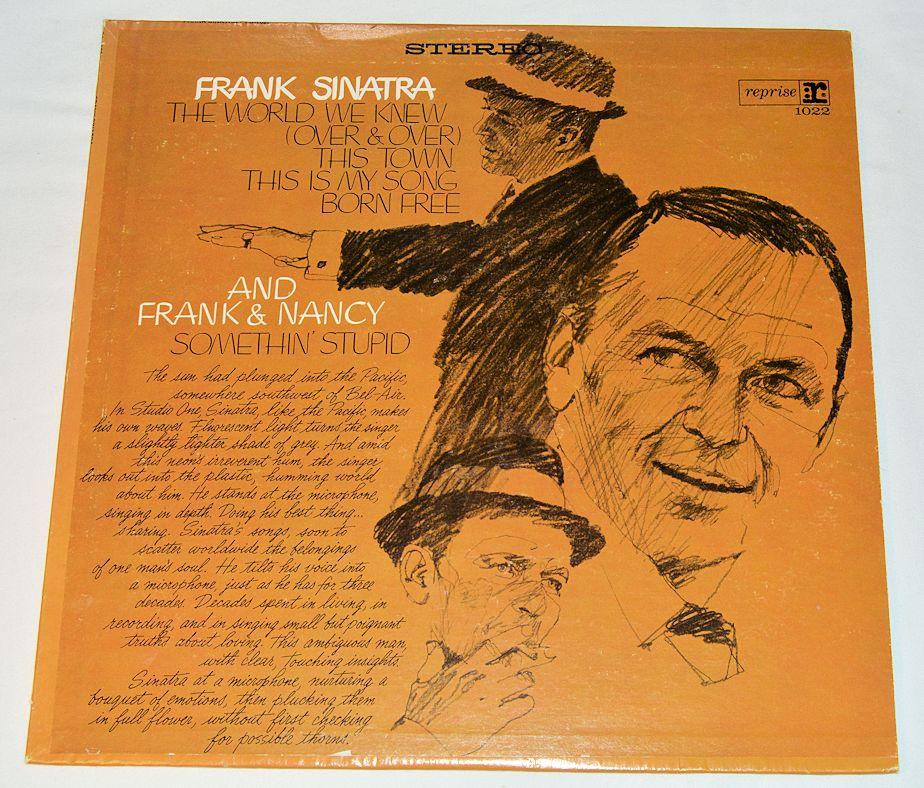 STEREO
FRANK SINATRA
THE WORLD WE KNEW
(OVER & OVER)
THIS TOWN
THIS IS MY SONG
BORN FREE
reprise r:
1022
AND
FRANK & NANCY
SOMETHIN' STUPID
The sun had plunged into the Pacific,
somewhere southwest of Bel-Air.
In Studio One, Sinatra, like the Pacific, makes
his own waves. Fluorescent light turns the singer
a slightly lighter shade of grey. And amid
this neon's irreverent hum, the singer
looks out into the plastic, humming world
about him. He stands at the microphone,
singing in depth. Doing his best thing...
sharing. Sinatra's songs, soon to
scatter worldwide the belongings
of one man's soul. He tilts his voice into
a microphone, just as he has for three
decades. Decades spent in living, in
recording, and in singing small but poignant
truths about loving. This ambiguous man,
with clear, touching insights.
Sinatra at a microphone, nurturing a
bouquet of emotions, then plucking them
in full flower, without first checking
for possible thorns.